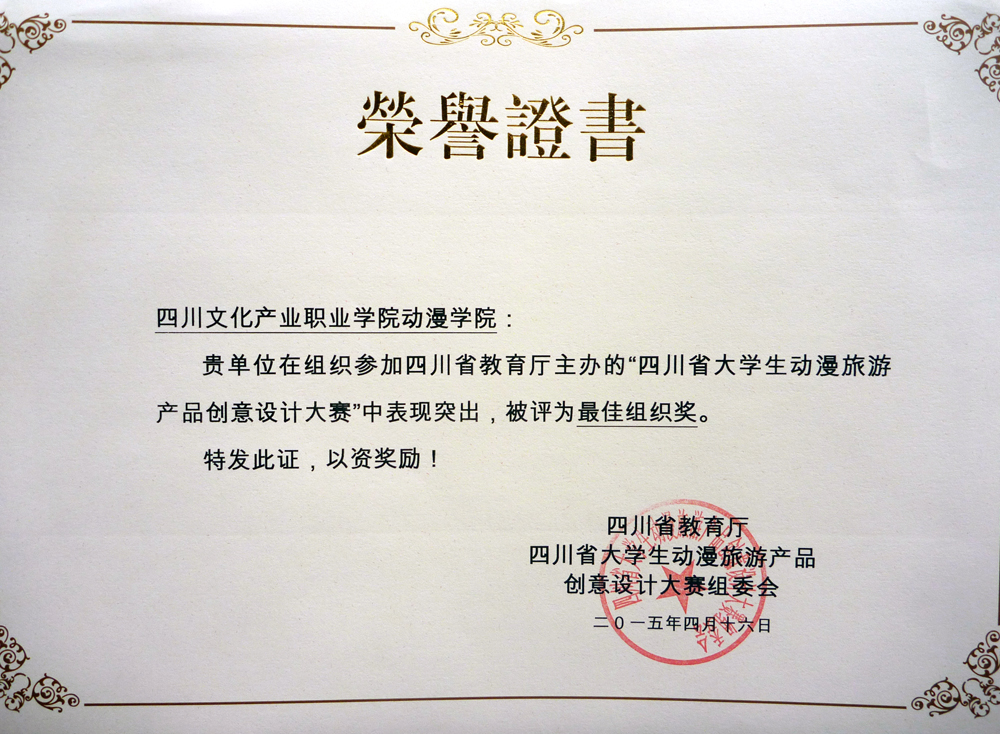 榮譽證書
四川文化产业职业学院动漫学院：
贵单位在组织参加四川省教育厅主办的“四川省大学生动漫旅游
产品创意设计大赛”中表现突出，被评为最佳组织奖。
特发此证，以资奖励！
四川省教育厅
四川省大学生动漫旅游产品
创意设计大赛组委会
二０一五年四月十六日